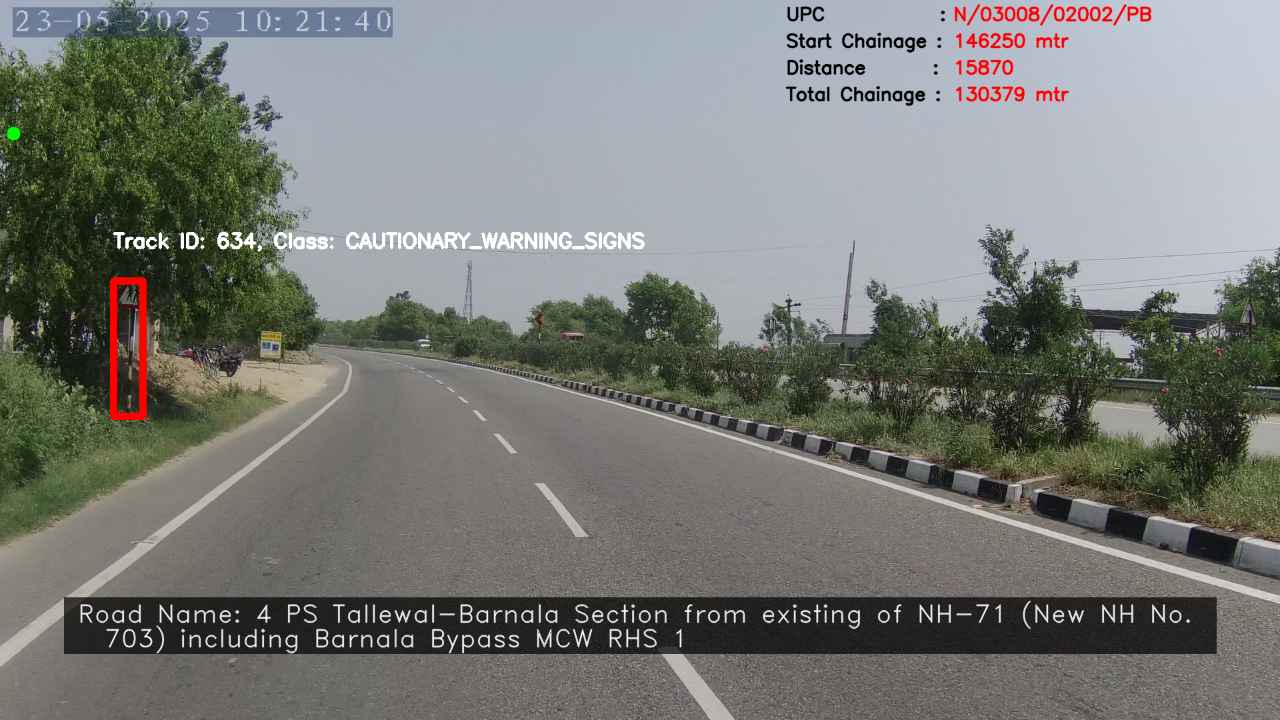 23-05-2025 10:21:40
UPC : N/03008/02002/PB
Start Chainage : 146250 mtr
Distance : 15870
Total Chainage : 130379 mtr
Track ID: 634, Class: CAUTIONARY_WARNING_SIGNS
Road Name: 4 PS Tallewal-Barnala Section from existing of NH-71 (New NH No.
703) including Barnala Bypass MCW RHS 1